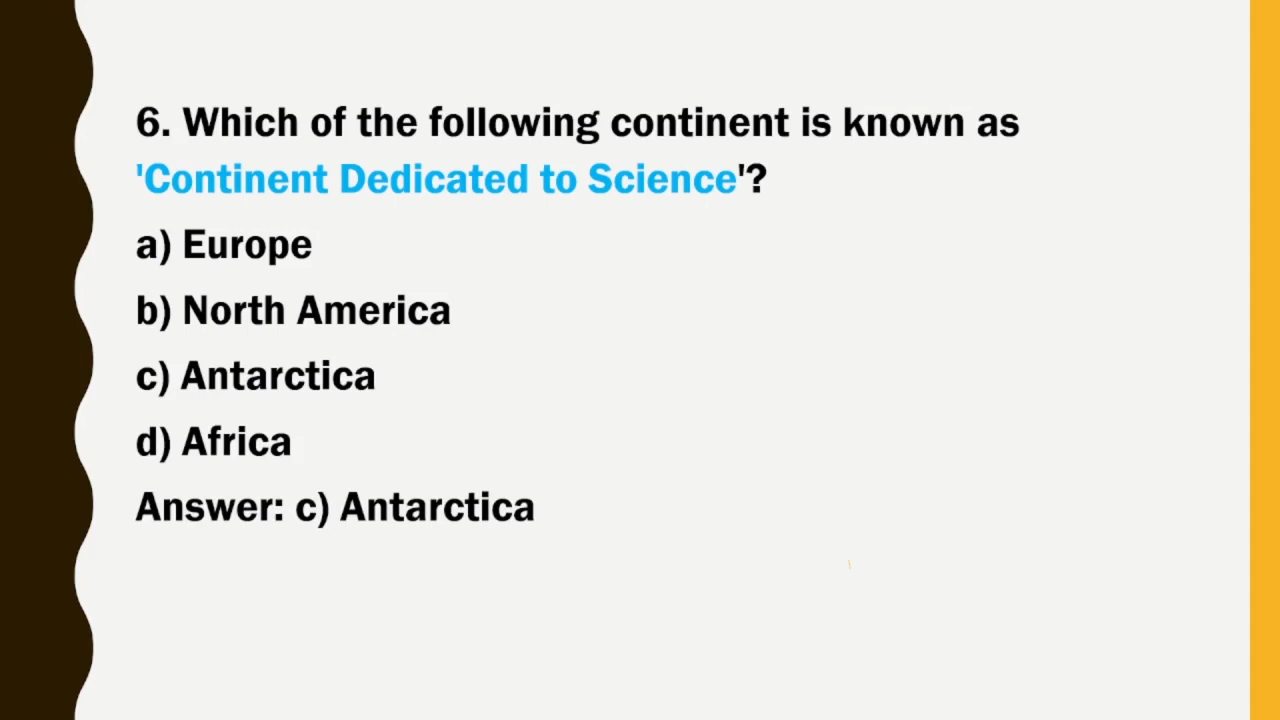 6. Which of the following continent is known as
'Continent Dedicated to Science'?
a) Europe
b) North America
c) Antarctica
d) Africa
Answer: c) Antarctica